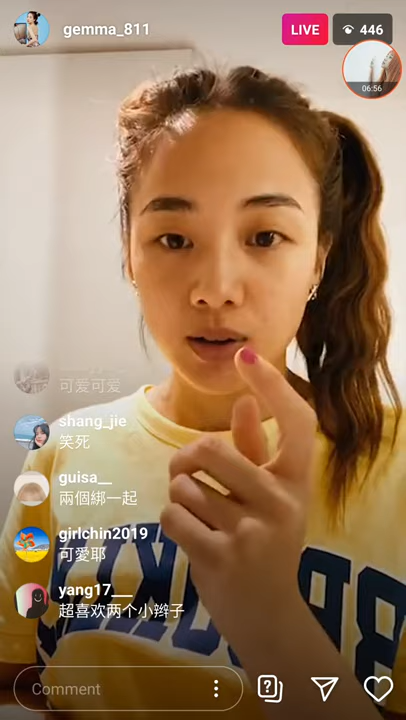 gemma_811
LIVE
446
06:56
可爱可爱
shang_jie
笑死
guisa__
兩個綁一起
girlchin2019
可愛耶
yang17___
超喜欢两个小辫子
Comment